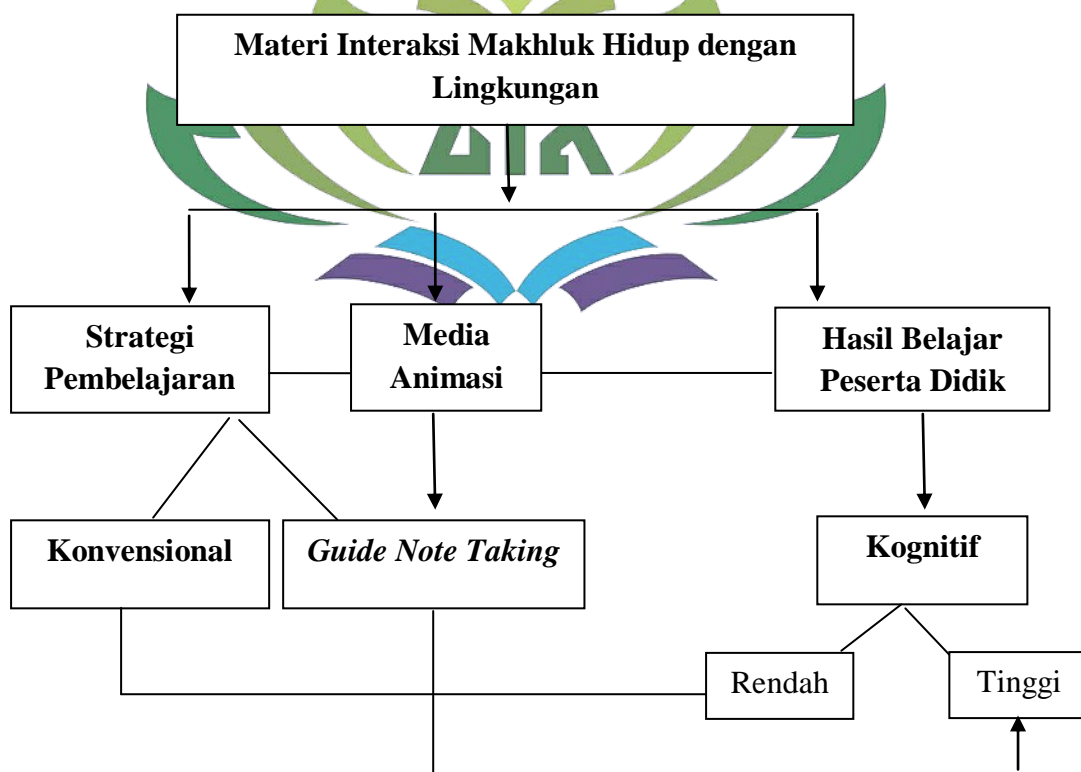 Materi Interaksi Makhluk Hidup dengan
Lingkungan
Strategi
Pembelajaran
Media
Animasi
Hasil Belajar
Peserta Didik
Konvensional
Guide Note Taking
Kognitif
Rendah
Tinggi